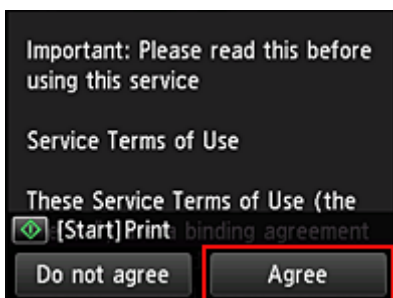 Important: Please read this before
using this service
Service Terms of Use
These Service Terms of Use (the
[Start]Print binding agreement
Do not agree
Agree